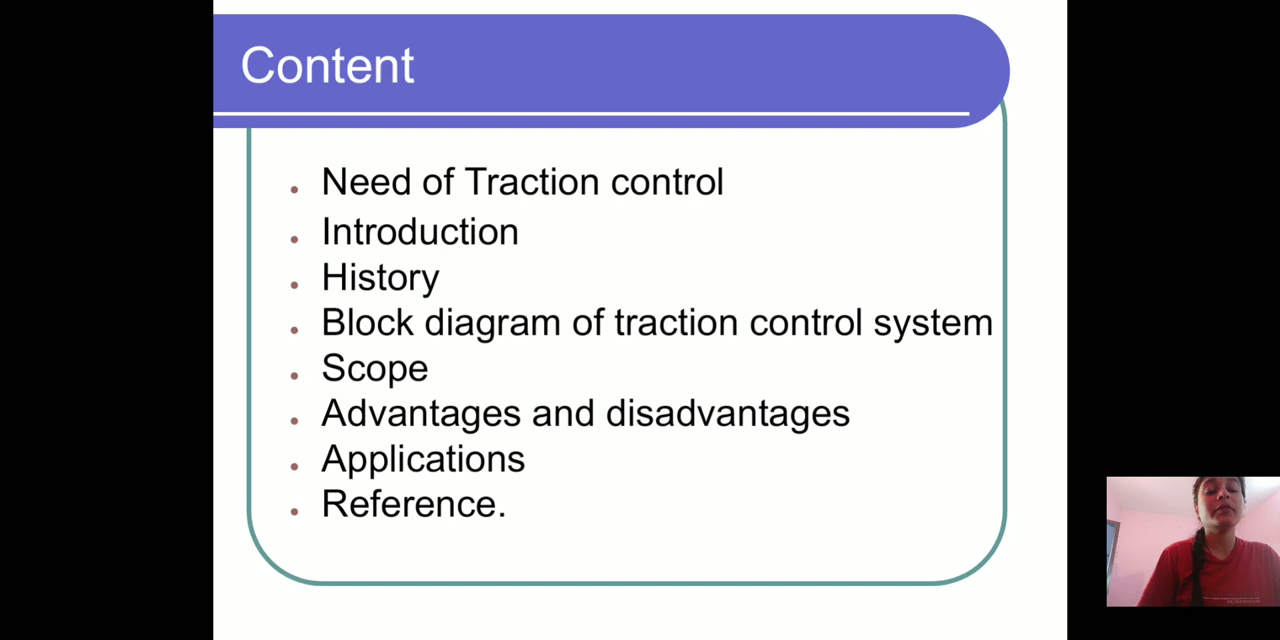 Content
Need of Traction control
Introduction
History
Block diagram of traction control system
Scope
Advantages and disadvantages
Applications
Reference.